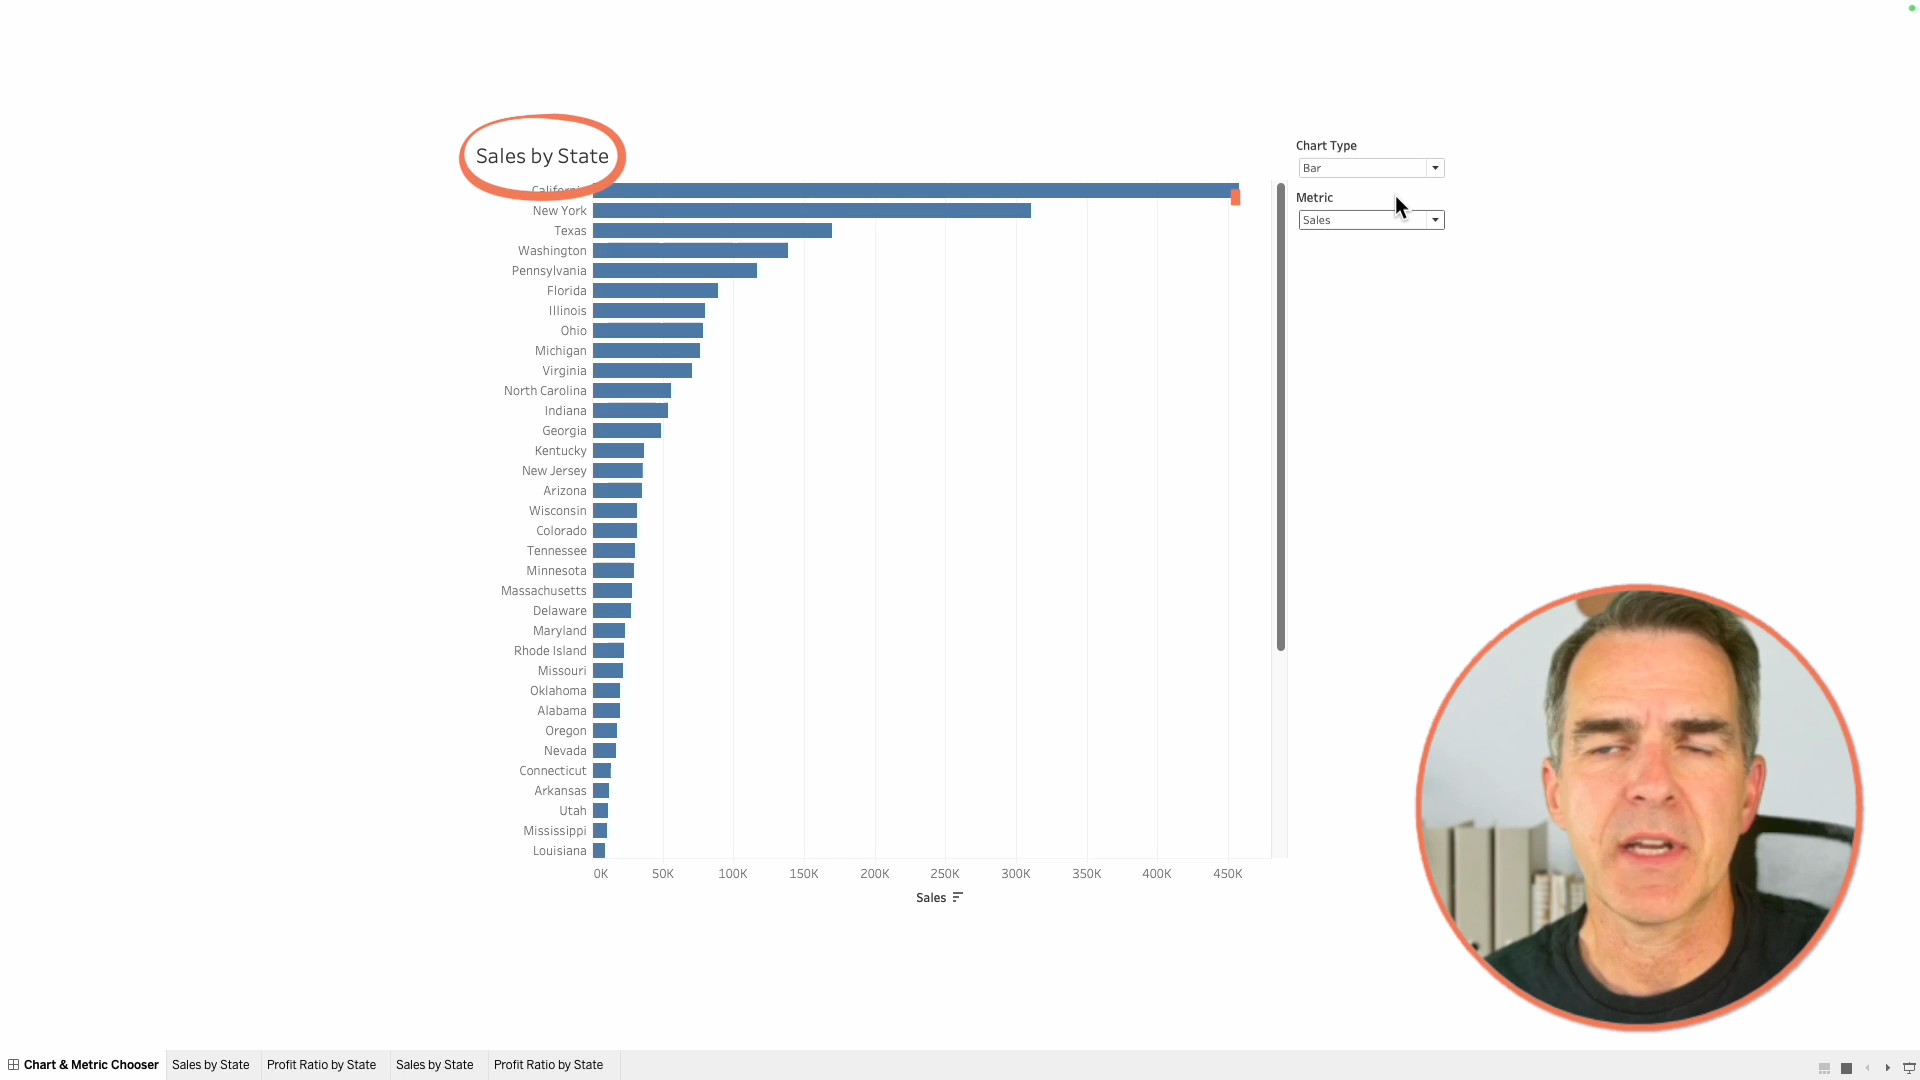 Sales by State
California
New York
Texas
Washington
Pennsylvania
Florida
Illinois
Ohio
Michigan
Virginia
North Carolina
Indiana
Georgia
Kentucky
New Jersey
Arizona
Wisconsin
Colorado
Tennessee
Minnesota
Massachusetts
Delaware
Maryland
Rhode Island
Missouri
Oklahoma
Alabama
Oregon
Nevada
Connecticut
Arkansas
Utah
Mississippi
Louisiana
0K 50K 100K 150K 200K 250K 300K 350K 400K 450K
Sales
Chart Type
Bar
Metric
Sales
Chart & Metric Chooser Sales by State Profit Ratio by State Sales by State Profit Ratio by State